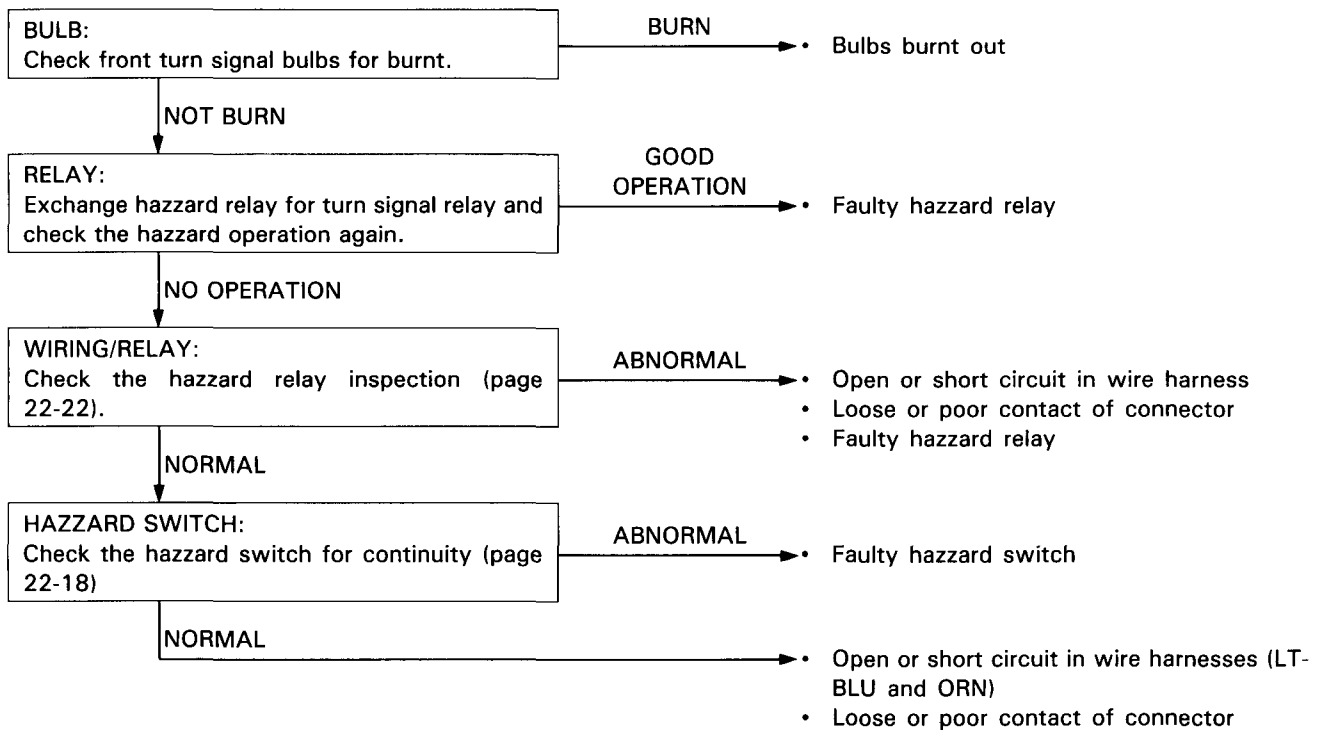 BULB:
Check front turn signal bulbs for burnt.
BURN
• Bulbs burnt out
NOT BURN
RELAY:
Exchange hazzard relay for turn signal relay and
check the hazzard operation again.
GOOD
OPERATION
• Faulty hazzard relay
NO OPERATION
WIRING/RELAY:
Check the hazzard relay inspection (page
22-22).
ABNORMAL
• Open or short circuit in wire harness
• Loose or poor contact of connector
• Faulty hazzard relay
NORMAL
HAZZARD SWITCH:
Check the hazzard switch for continuity (page
22-18)
ABNORMAL
• Faulty hazzard switch
NORMAL
• Open or short circuit in wire harnesses (LT-
BLU and ORN)
• Loose or poor contact of connector